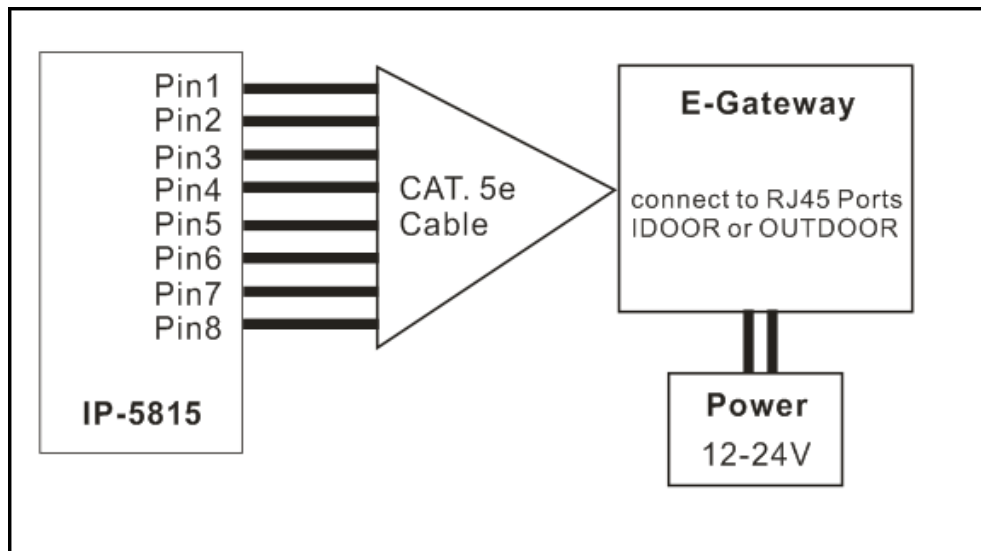 Pin1
Pin2
Pin3
Pin4
Pin5
Pin6
Pin7
Pin8
IP-5815
CAT. 5e
Cable
E-Gateway
connect to RJ45 Ports
IDOOR or OUTDOOR
Power
12-24V